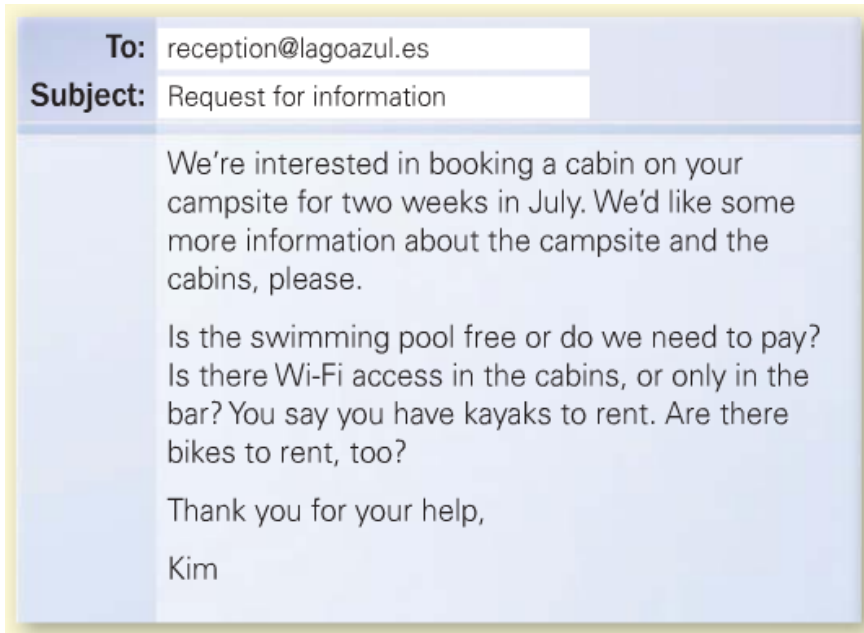 To: reception@lagoazul.es
Subject: Request for information
We’re interested in booking a cabin on your
campsite for two weeks in July. We’d like some
more information about the campsite and the
cabins, please.
Is the swimming pool free or do we need to pay?
Is there Wi-Fi access in the cabins, or only in the
bar? You say you have kayaks to rent. Are there
bikes to rent, too?
Thank you for your help,
Kim